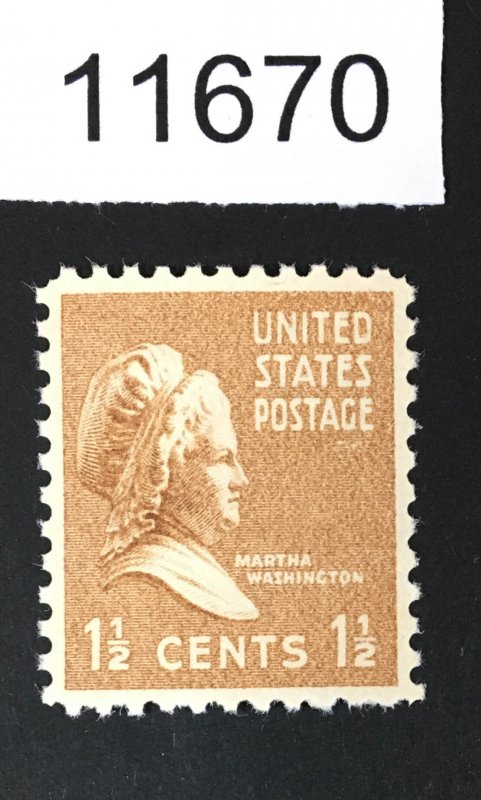 11670
UNITED
STATES
POSTAGE
MARTHA
WASHINGTON
1½ CENTS 1½